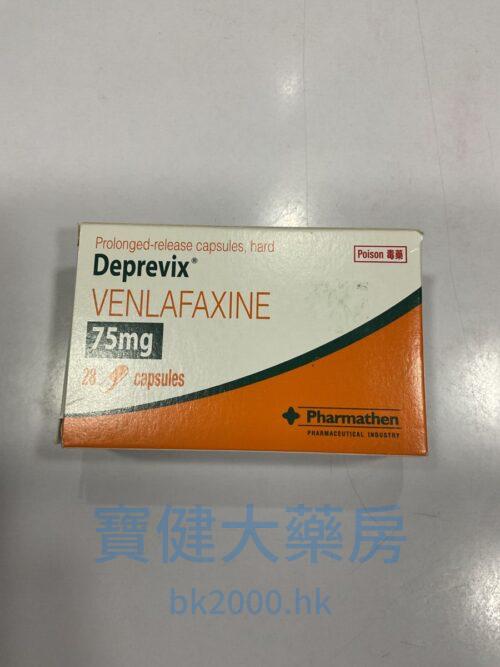 Prolonged-release capsules, hard
Poison 毒藥
Deprevix®
VENLAFAXINE
75mg
28 capsules
Pharmathen
PHARMACEUTICAL INDUSTRY
寶健大藥房
bk2000.hk